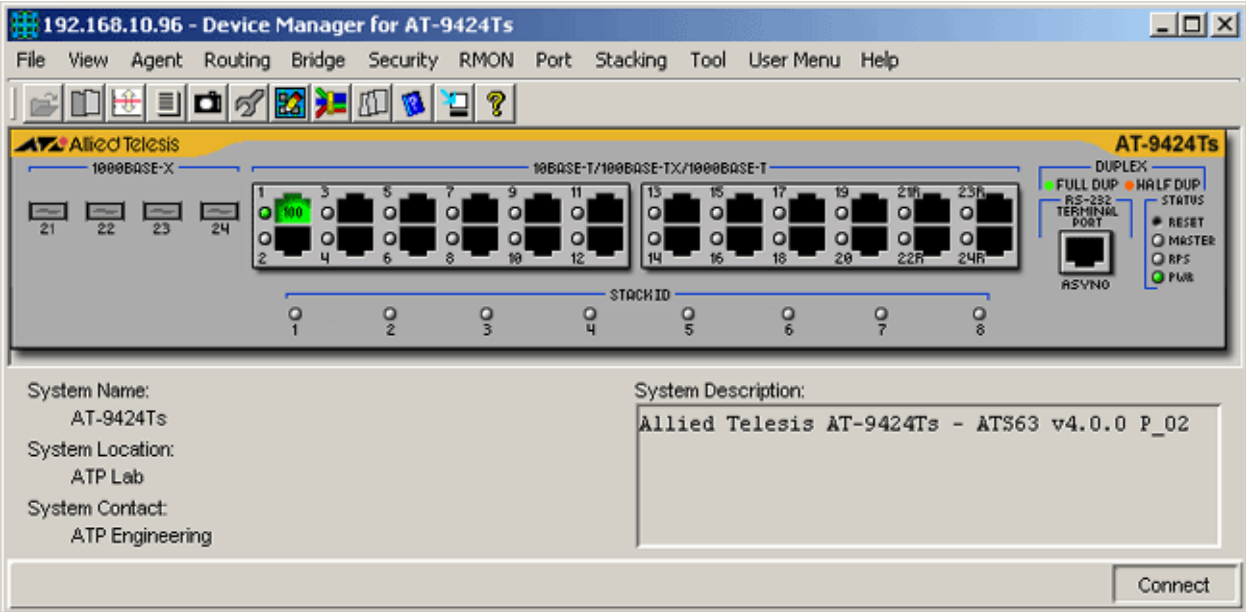 192.168.10.96 - Device Manager for AT-9424Ts
File View Agent Routing Bridge Security RMON Port Stacking Tool User Menu Help
Allied Telesis AT-9424Ts
1000BASE-X 10BASE-T/100BASE-TX/1000BASE-T DUPLEX
FULL DUP HALF DUP
1 3 5 7 9 11 13 15 17 19 21R 23R
RS-232 TERMINAL PORT
STATUS
100
21 22 23 24
RESET
MASTER
RPS
PWR
2 4 6 8 10 12 14 16 18 20 22R 24R
ASYNO
STACK ID
1 2 3 4 5 6 7 8
System Name:
AT-9424Ts
System Location:
ATP Lab
System Contact:
ATP Engineering
System Description:
Allied Telesis AT-9424Ts - ATS63 v4.0.0 P_02
Connect